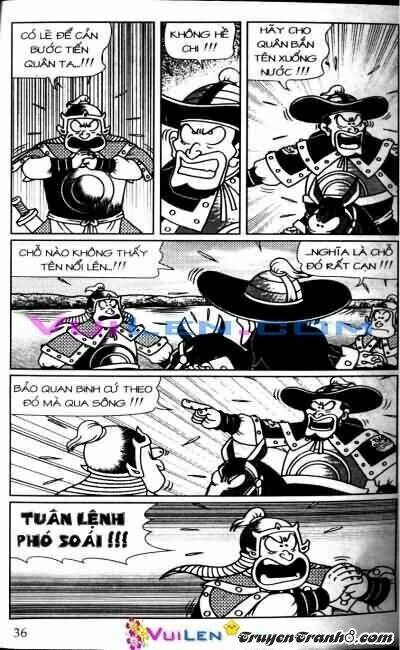 CÓ LẼ ĐỂ CẢN
BƯỚC TIẾN
QUÂN TA...!!!
KHÔNG HỀ
CHI !!!
HÃY CHO
QUÂN BẮN
TÊN XUỐNG
NƯỚC !!!
CHỖ NÀO KHÔNG THẤY
TÊN NỔI LÊN..!!!
..NGHĨA LÀ CHỖ
ĐÓ RẤT CẠN !!!
VUILEN.COM
BẢO QUAN BINH CỨ THEO
ĐÓ MÀ QUA SÔNG !!!
TUÂN LỆNH
PHÓ SOÁI !!!
36
VUILEN
TruyenTranh8.com